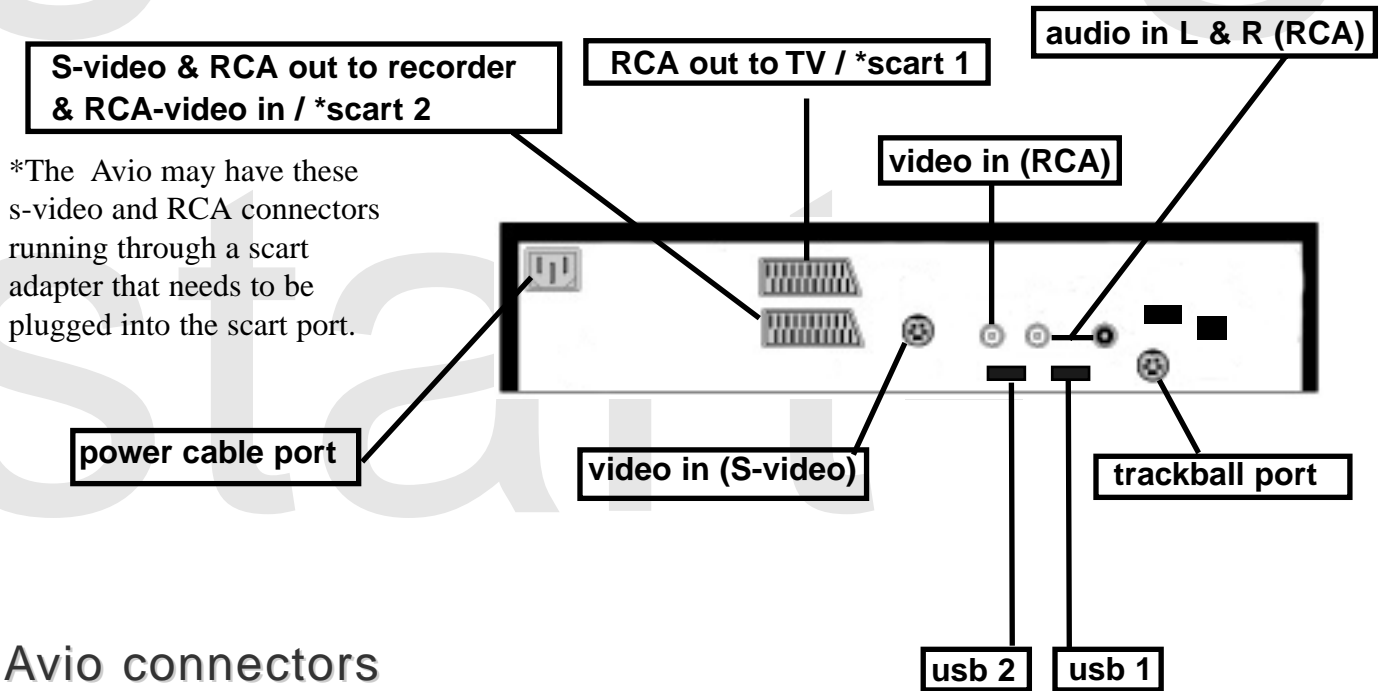 audio in L & R (RCA)
S-video & RCA out to recorder
& RCA-video in / *scart 2
RCA out to TV / *scart 1
*The Avio may have these
s-video and RCA connectors
running through a scart
adapter that needs to be
plugged into the scart port.
video in (RCA)
power cable port
video in (S-video)
trackball port
Avio connectors
usb 2
usb 1
start